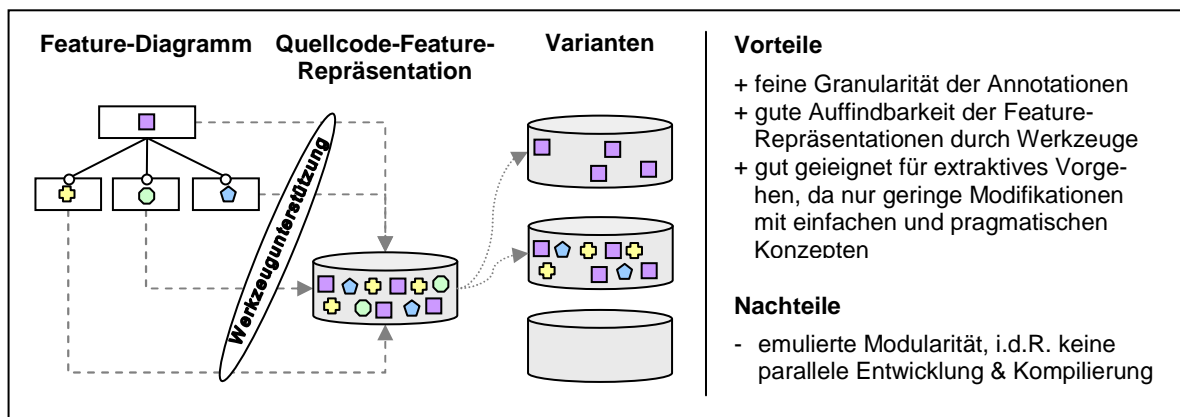 Feature-Diagramm
Quellcode-Feature-
Repräsentation
Varianten
Werkzeugunterstützung
Vorteile
+ feine Granularität der Annotationen
+ gute Auffindbarkeit der Feature-
Repräsentationen durch Werkzeuge
+ gut geieignet für extraktives Vorge-
hen, da nur geringe Modifikationen
mit einfachen und pragmatischen
Konzepten
Nachteile
- emulierte Modularität, i.d.R. keine
parallele Entwicklung & Kompilierung